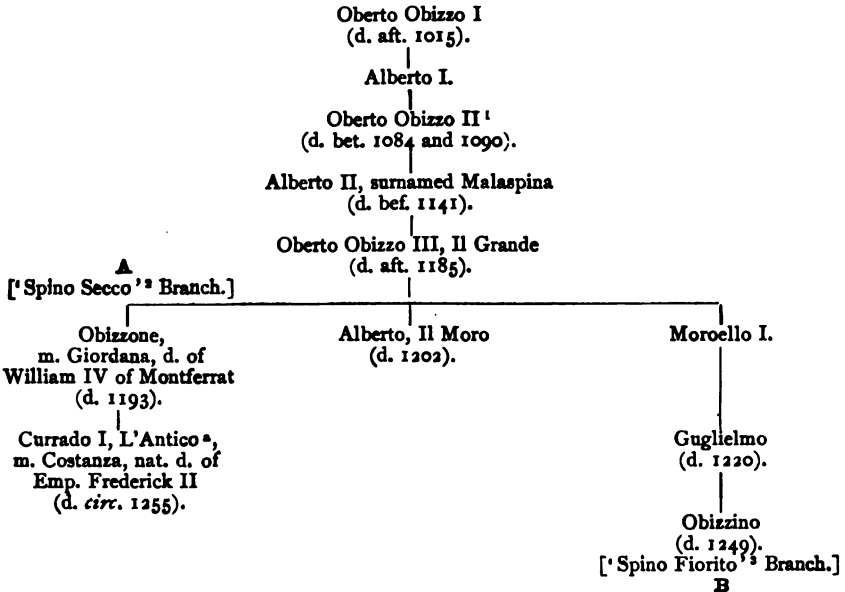 Oberto Obizzo I
(d. aft. 1015).
Alberto I.
Oberto Obizzo II ¹
(d. bet. 1084 and 1090).
Alberto II, surnamed Malaspina
(d. bef. 1141).
Oberto Obizzo III, Il Grande
(d. aft. 1185).
A
[‘Spino Secco’² Branch.]
Obizzone,
m. Giordana, d. of
William IV of Montferrat
(d. 1193).
Alberto, Il Moro
(d. 1202).
Moroello I.
Currado I, L’Antico ª,
m. Costanza, nat. d. of
Emp. Frederick II
(d. circ. 1255).
Guglielmo
(d. 1220).
Obizzino
(d. 1249).
[‘Spino Fiorito’³ Branch.]
B